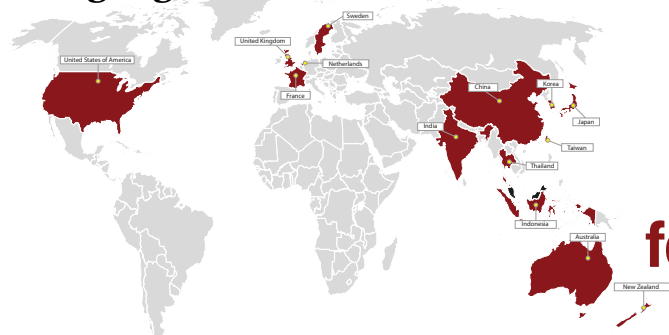 Sweden
United Kingdom
United States of America
Netherlands
France
China
Korea
Japan
India
Taiwan
Thailand
Indonesia
Australia
New Zealand